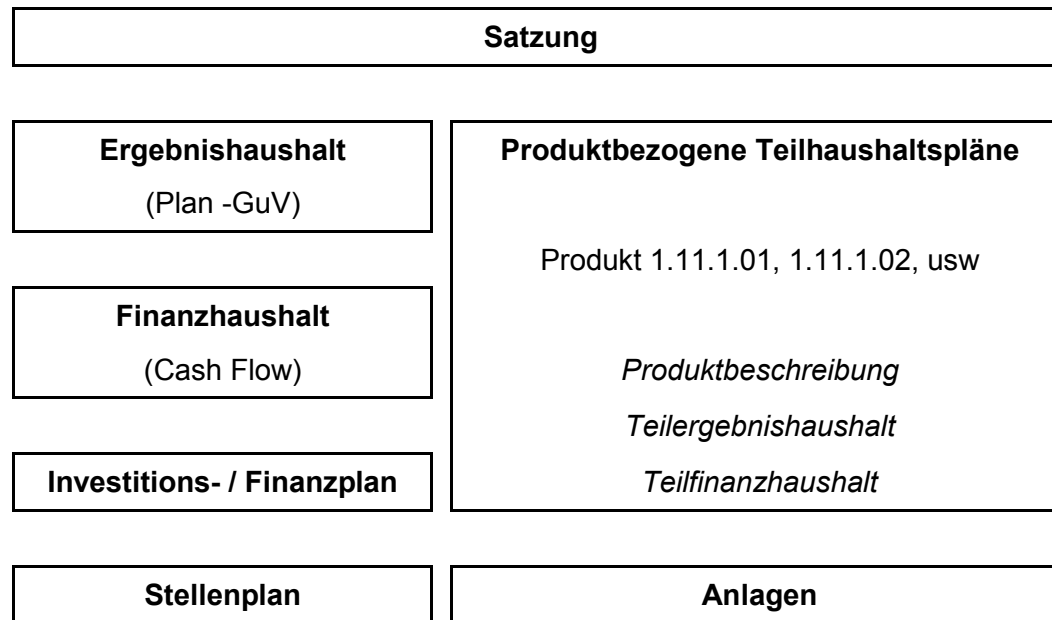 Satzung
Ergebnishaushalt
(Plan -GuV)
Finanzhaushalt
(Cash Flow)
Investitions- / Finanzplan
Produktbezogene Teilhaushaltspläne
Produkt 1.11.1.01, 1.11.1.02, usw
Produktbeschreibung
Teilergebnishaushalt
Teilfinanzhaushalt
Stellenplan
Anlagen